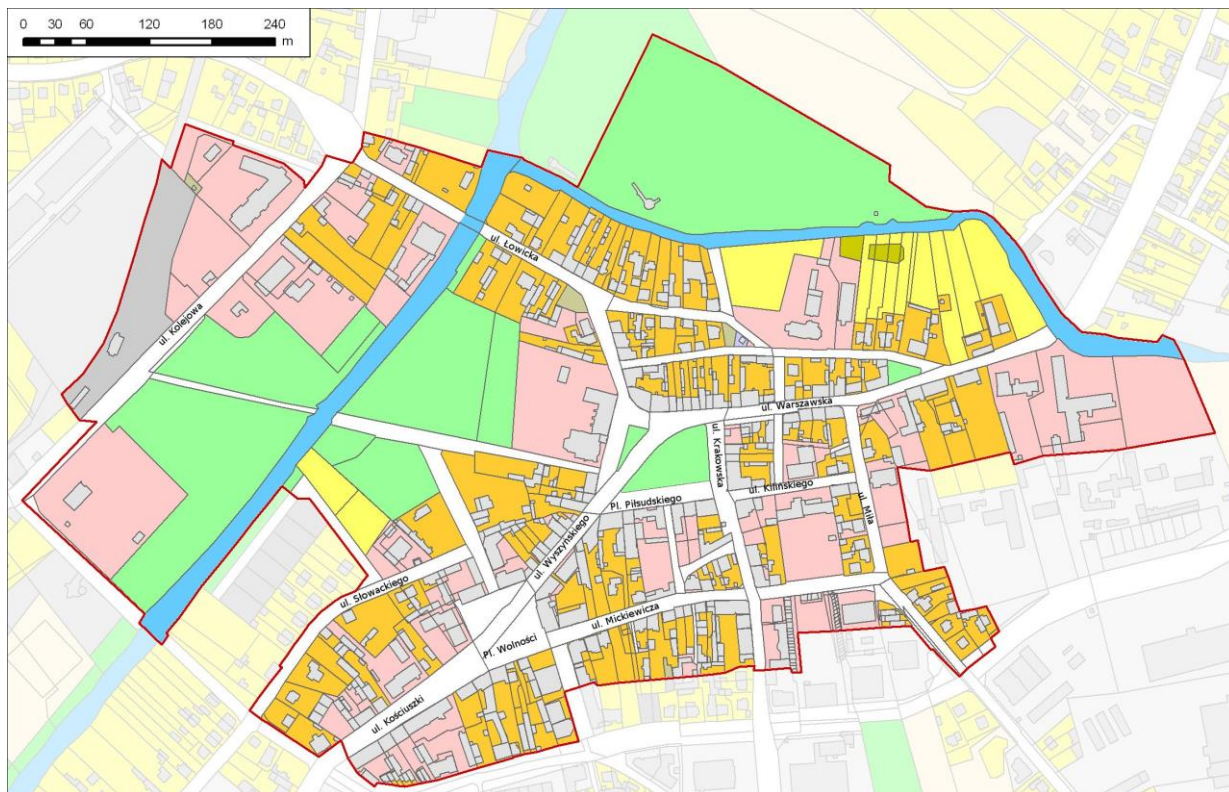 0 30 60 120 180 240
m
ul. Łowicka
ul. Kolejowa
ul. Warszawska
ul. Krakowska
ul. Kilińskiego
Pl. Piłsudskiego
ul. Miła
ul. Wyszyńskiego
ul. Słowackiego
ul. Mickiewicza
Pl. Wolności
ul. Kościuszki